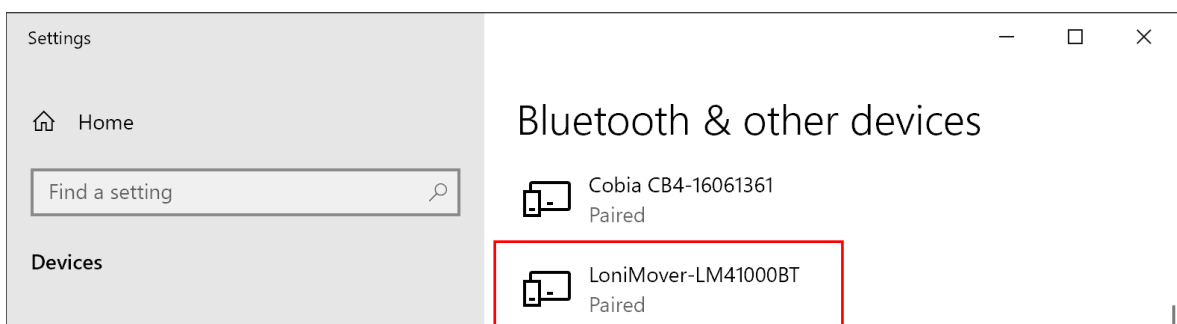 Settings
Home
Find a setting
Devices
Bluetooth & other devices
Cobia CB4-16061361
Paired
LoniMover-LM41000BT
Paired